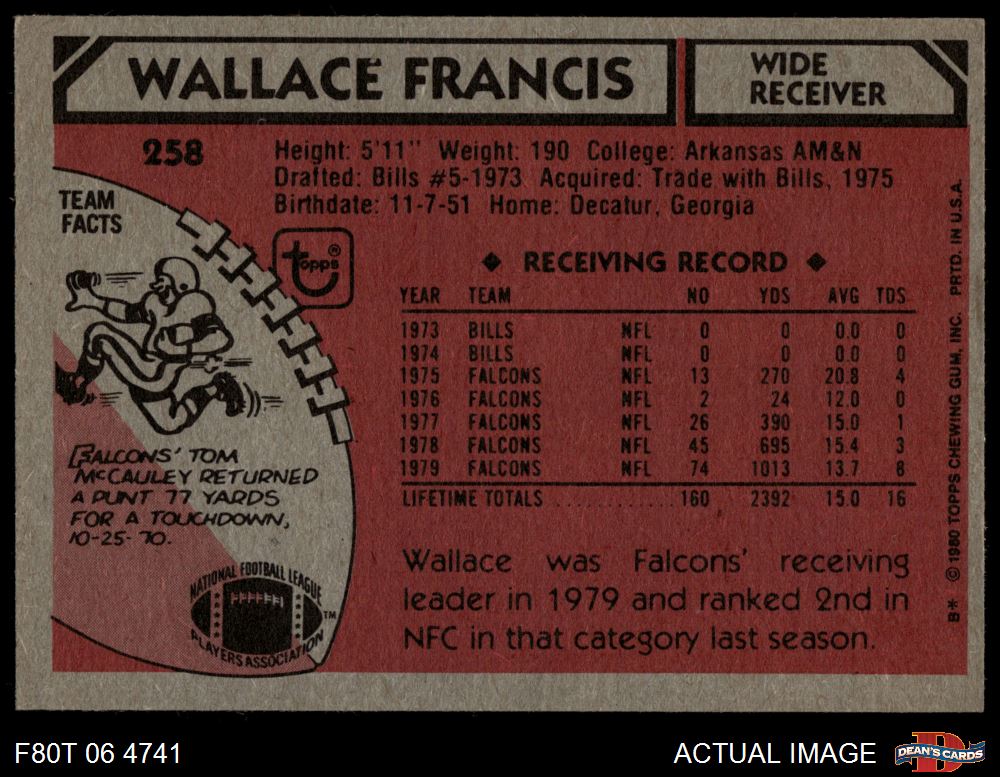 WALLACE FRANCIS
WIDE
RECEIVER
258
Height: 5'11" Weight: 190 College: Arkansas AM&N
Drafted: Bills #5-1973 Acquired: Trade with Bills, 1975
Birthdate: 11-7-51 Home: Decatur, Georgia
TEAM
FACTS
topps®
FALCONS' TOM
McCAULEY RETURNED
A PUNT 77 YARDS
FOR A TOUCHDOWN,
10-25-70.
NATIONAL FOOTBALL LEAGUE
PLAYERS ASSOCIATION
TM
◆ RECEIVING RECORD ◆
YEAR TEAM NO YDS AVG TDS
1973 BILLS NFL 0 0 0.0 0
1974 BILLS NFL 0 0 0.0 0
1975 FALCONS NFL 13 270 20.8 4
1976 FALCONS NFL 2 24 12.0 0
1977 FALCONS NFL 26 390 15.0 1
1978 FALCONS NFL 45 695 15.4 3
1979 FALCONS NFL 74 1013 13.7 8
LIFETIME TOTALS ............ 160 2392 15.0 16
Wallace was Falcons' receiving
leader in 1979 and ranked 2nd in
NFC in that category last season.
B* © 1980 TOPPS CHEWING GUM, INC. PRTD. IN U.S.A.
F80T 06 4741
ACTUAL IMAGE
D
DEAN'S CARDS